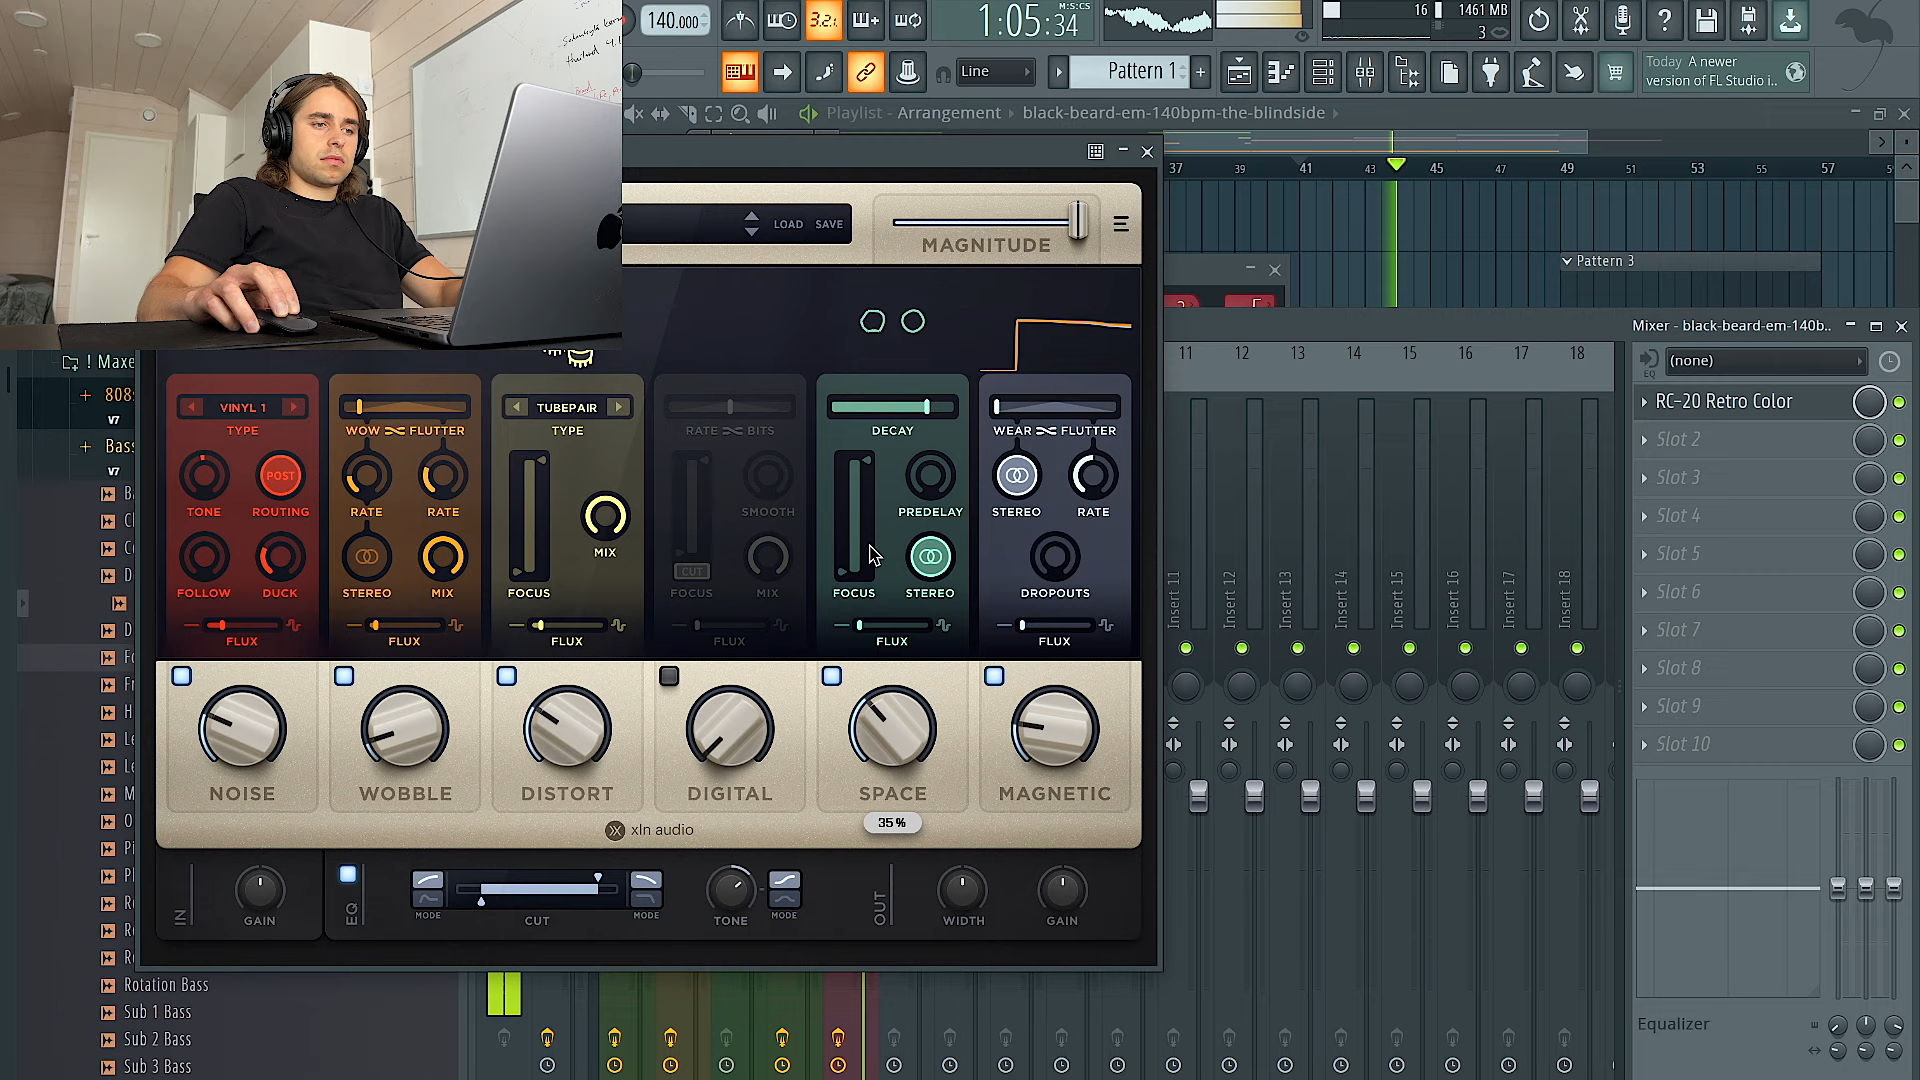 140.000
3.2.
1:05:34
M:S:CS
16
1461 MB
3
Line
Pattern 1
Today A newer
version of FL Studio i..
Playlist - Arrangement
black-beard-em-140bpm-the-blindside
37 39 41 43 45 47 49 51 53 55 57
Pattern 3
LOAD SAVE
MAGNITUDE
Mixer - black-beard-em-140b..
(none)
EQ
11 12 13 14 15 16 17 18
! Maxe
808s
V7
Bass
V7
VINYL 1
TYPE
TONE
POST
ROUTING
FOLLOW
DUCK
FLUX
WOW FLUTTER
RATE RATE
STEREO MIX
FLUX
TUBEPAIR
TYPE
MIX
FOCUS
FLUX
RATE BITS
SMOOTH
CUT
FOCUS MIX
FLUX
DECAY
PREDELAY
FOCUS STEREO
FLUX
WEAR FLUTTER
STEREO RATE
DROPOUTS
FLUX
NOISE
WOBBLE
DISTORT
DIGITAL
SPACE
MAGNETIC
35 %
xln audio
IN
GAIN
EQ
MODE
CUT
MODE
TONE
MODE
OUT
WIDTH
GAIN
RC-20 Retro Color
Slot 2
Slot 3
Slot 4
Slot 5
Slot 6
Slot 7
Slot 8
Slot 9
Slot 10
Insert 11
Insert 12
Insert 13
Insert 14
Insert 15
Insert 16
Insert 17
Insert 18
Rotation Bass
Sub 1 Bass
Sub 2 Bass
Sub 3 Bass
Equalizer